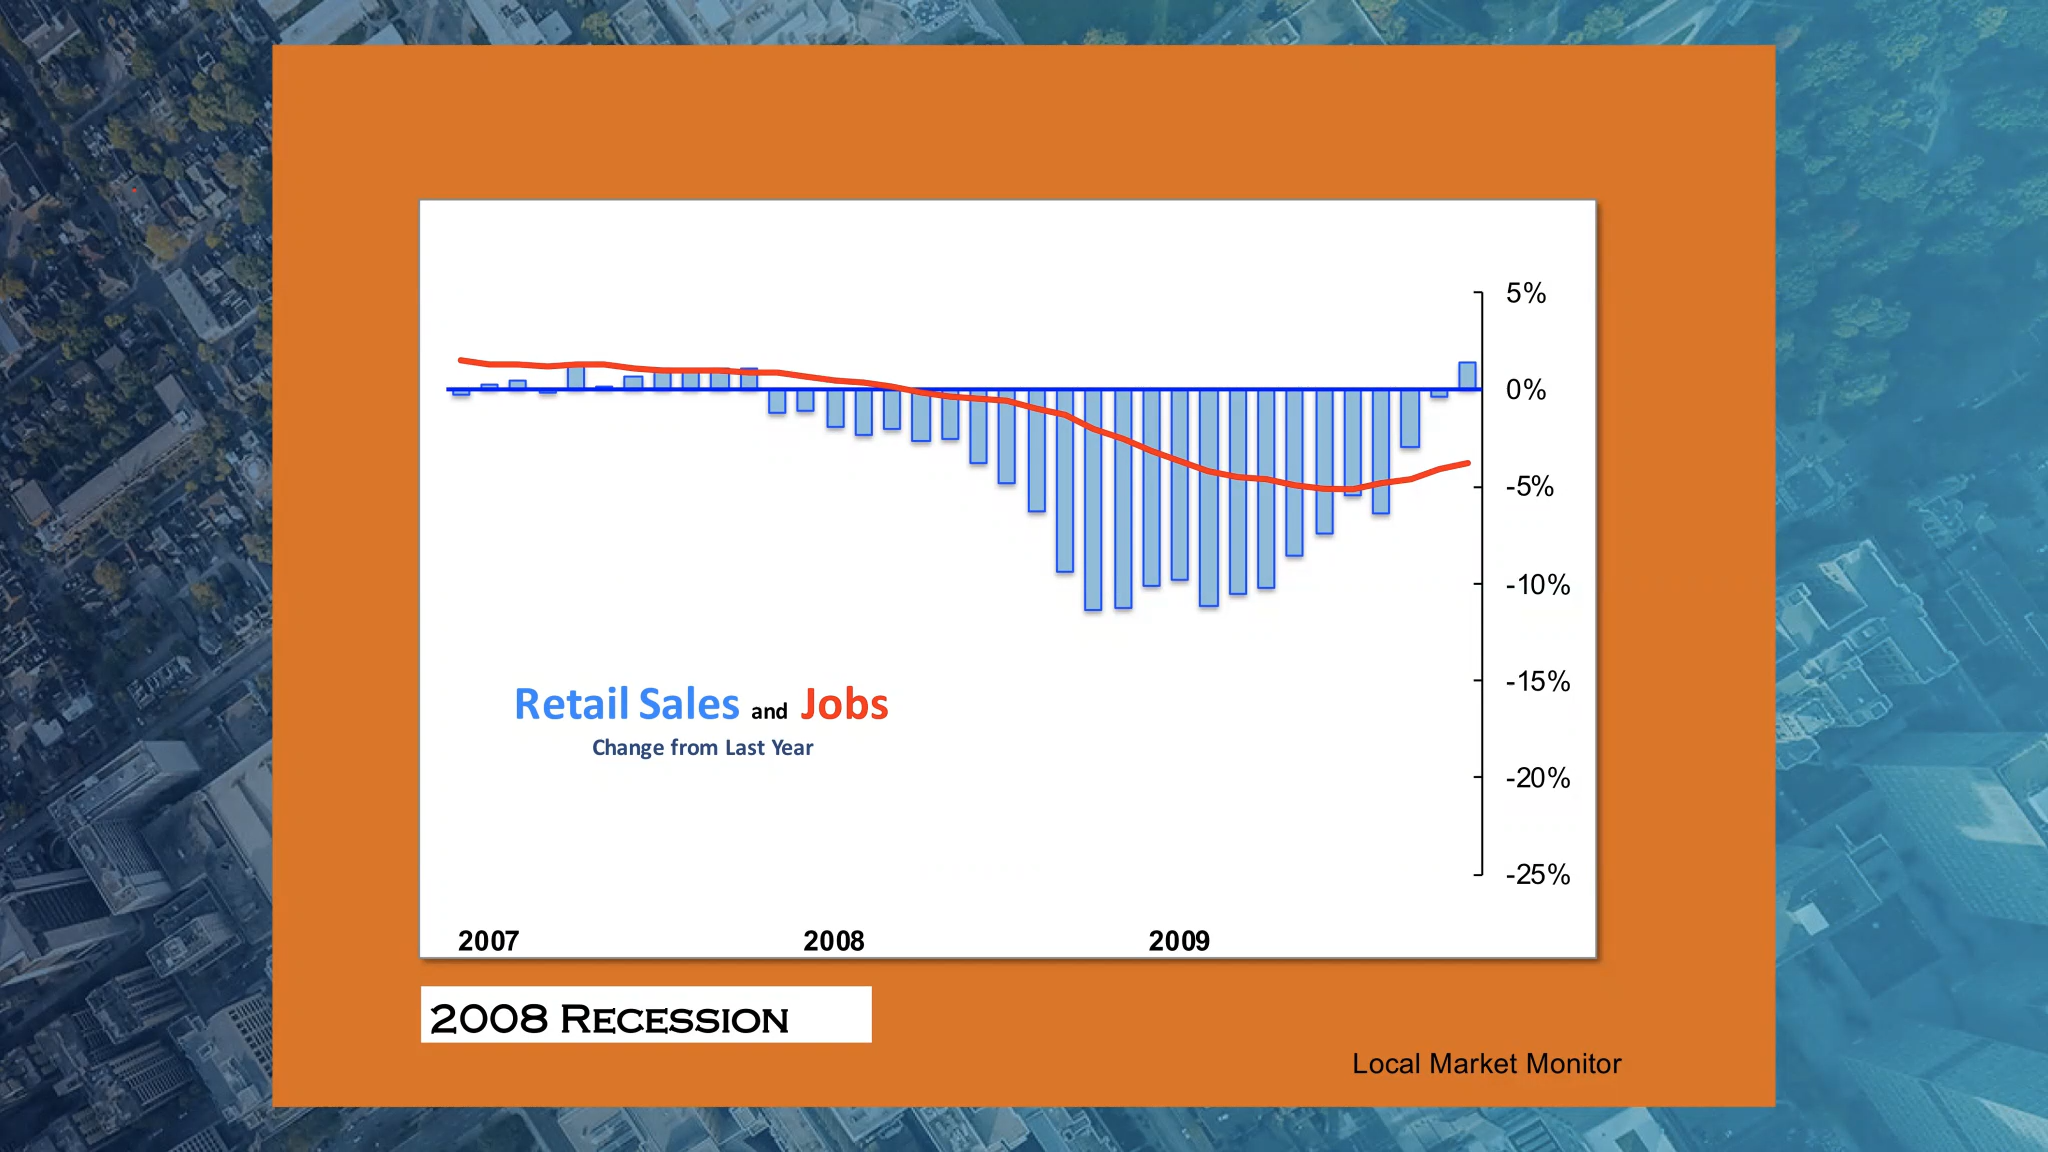 5%
0%
-5%
-10%
-15%
-20%
-25%
Retail Sales and Jobs
Change from Last Year
2007 2008 2009
2008 Recession
Local Market Monitor